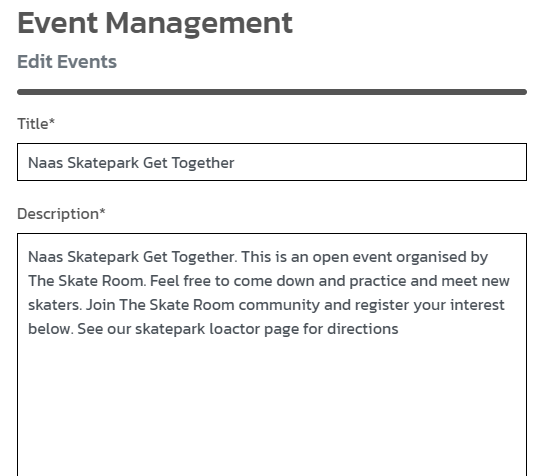 Event Management
Edit Events
Title*
Naas Skatepark Get Together
Description*
Naas Skatepark Get Together. This is an open event organised by
The Skate Room. Feel free to come down and practice and meet new
skaters. Join The Skate Room community and register your interest
below. See our skatepark loactor page for directions